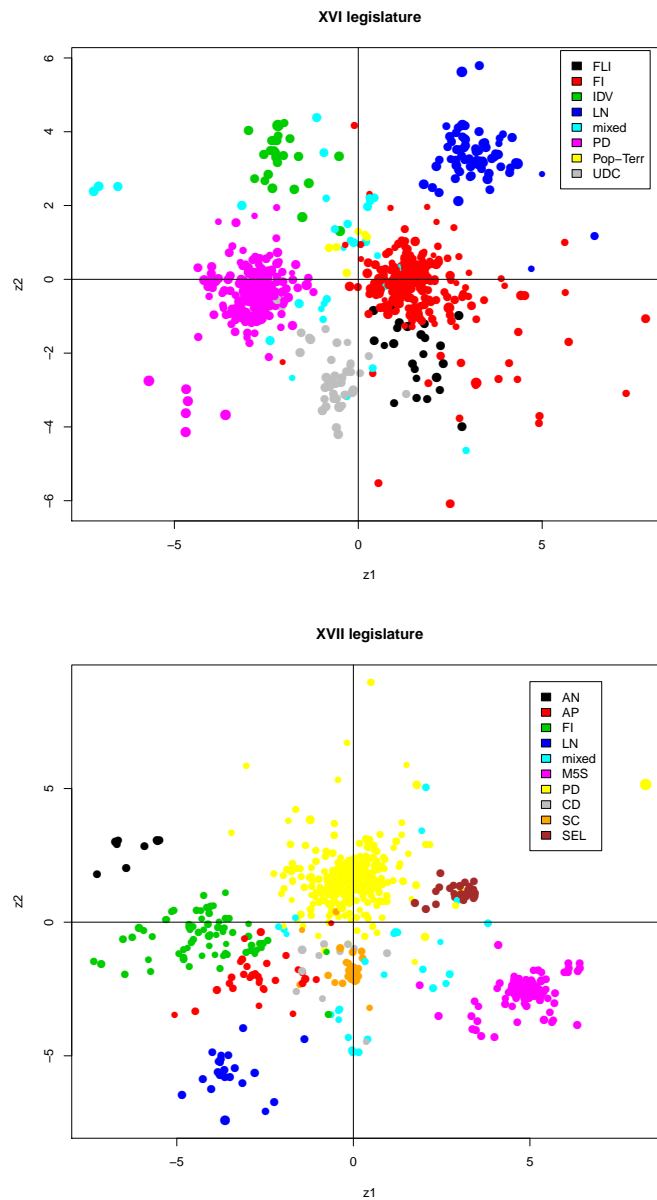 XVI legislature
6
4
2
0
−2
−4
−6
z2
−5
0
5
z1
FLI
FI
IDV
LN
mixed
PD
Pop−Terr
UDC
XVII legislature
5
0
−5
z2
−5
0
5
z1
AN
AP
FI
LN
mixed
M5S
PD
CD
SC
SEL